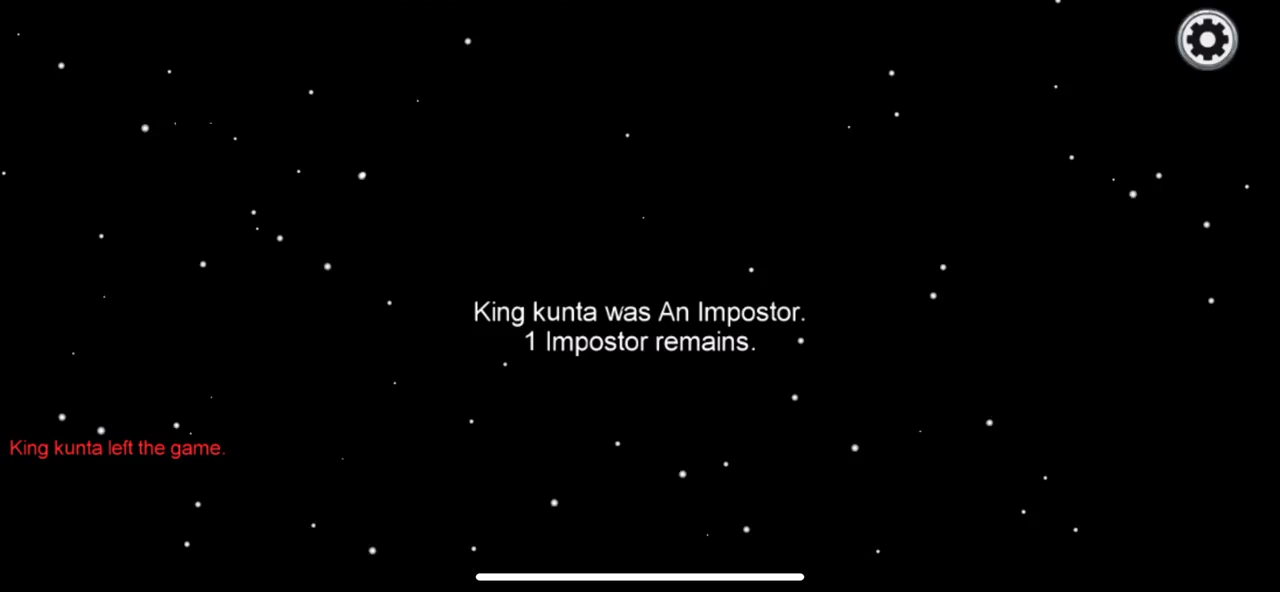 King kunta was An Impostor.
1 Impostor remains.
King kunta left the game.